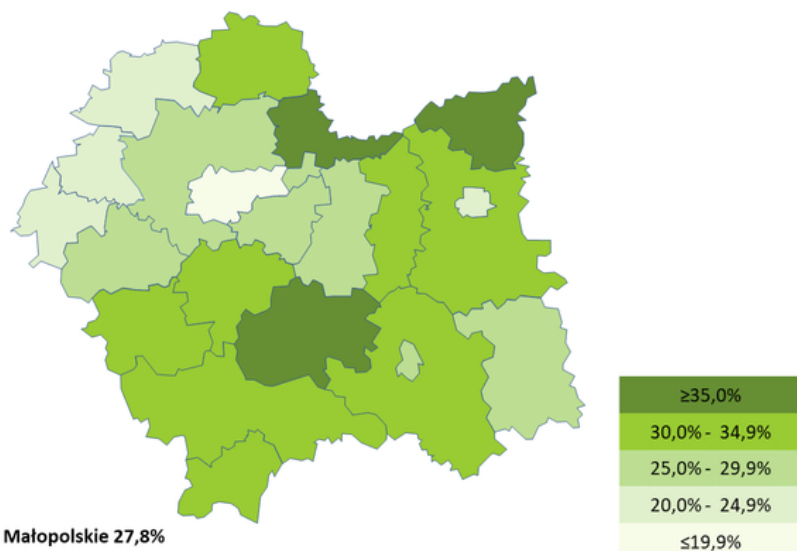 ≥35,0%
30,0% - 34,9%
25,0% - 29,9%
20,0% - 24,9%
≤19,9%
Małopolskie 27,8%